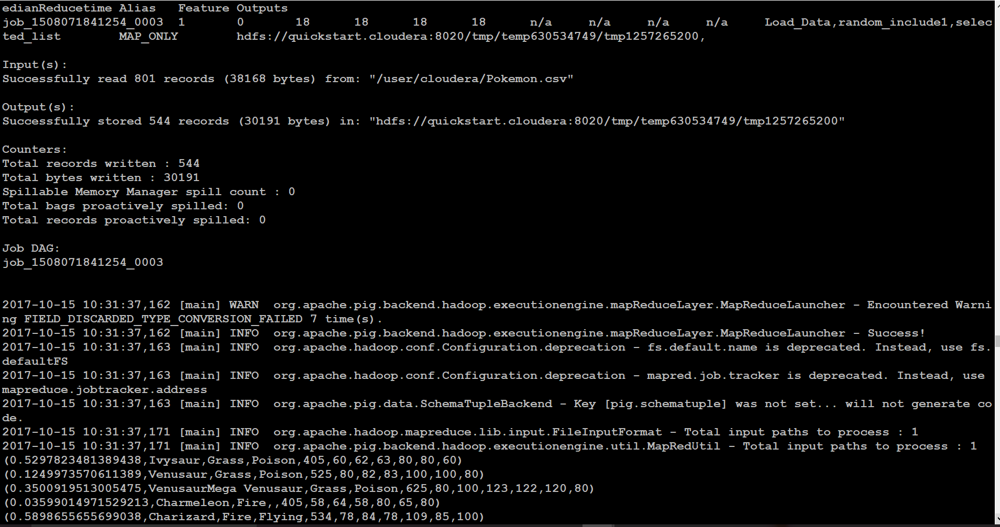 edianReducetime Alias   Feature Outputs
job_1508071841254_0003  1       0       18      18      18      18      n/a     n/a     n/a     n/a     Load_Data,random_include1,selec
ted_list        MAP_ONLY        hdfs://quickstart.cloudera:8020/tmp/temp630534749/tmp1257265200,
Input(s):
Successfully read 801 records (38168 bytes) from: "/user/cloudera/Pokemon.csv"
Output(s):
Successfully stored 544 records (30191 bytes) in: "hdfs://quickstart.cloudera:8020/tmp/temp630534749/tmp1257265200"
Counters:
Total records written : 544
Total bytes written : 30191
Spillable Memory Manager spill count : 0
Total bags proactively spilled: 0
Total records proactively spilled: 0
Job DAG:
job_1508071841254_0003
2017-10-15 10:31:37,162 [main] WARN  org.apache.pig.backend.hadoop.executionengine.mapReduceLayer.MapReduceLauncher - Encountered Warni
ng FIELD_DISCARDED_TYPE_CONVERSION_FAILED 7 time(s).
2017-10-15 10:31:37,162 [main] INFO  org.apache.pig.backend.hadoop.executionengine.mapReduceLayer.MapReduceLauncher - Success!
2017-10-15 10:31:37,163 [main] INFO  org.apache.hadoop.conf.Configuration.deprecation - fs.default.name is deprecated. Instead, use fs.
defaultFS
2017-10-15 10:31:37,163 [main] INFO  org.apache.hadoop.conf.Configuration.deprecation - mapred.job.tracker is deprecated. Instead, use
mapreduce.jobtracker.address
2017-10-15 10:31:37,163 [main] INFO  org.apache.pig.data.SchemaTupleBackend - Key [pig.schematuple] was not set... will not generate co
de.
2017-10-15 10:31:37,171 [main] INFO  org.apache.hadoop.mapreduce.lib.input.FileInputFormat - Total input paths to process : 1
2017-10-15 10:31:37,171 [main] INFO  org.apache.pig.backend.hadoop.executionengine.util.MapRedUtil - Total input paths to process : 1
(0.5297823481389438,Ivysaur,Grass,Poison,405,60,62,63,80,80,60)
(0.1249973570611389,Venusaur,Grass,Poison,525,80,82,83,100,100,80)
(0.3500919513005475,VenusaurMega Venusaur,Grass,Poison,625,80,100,123,122,120,80)
(0.03599014971529213,Charmeleon,Fire,,405,58,64,58,80,65,80)
(0.5898655655699038,Charizard,Fire,Flying,534,78,84,78,109,85,100)